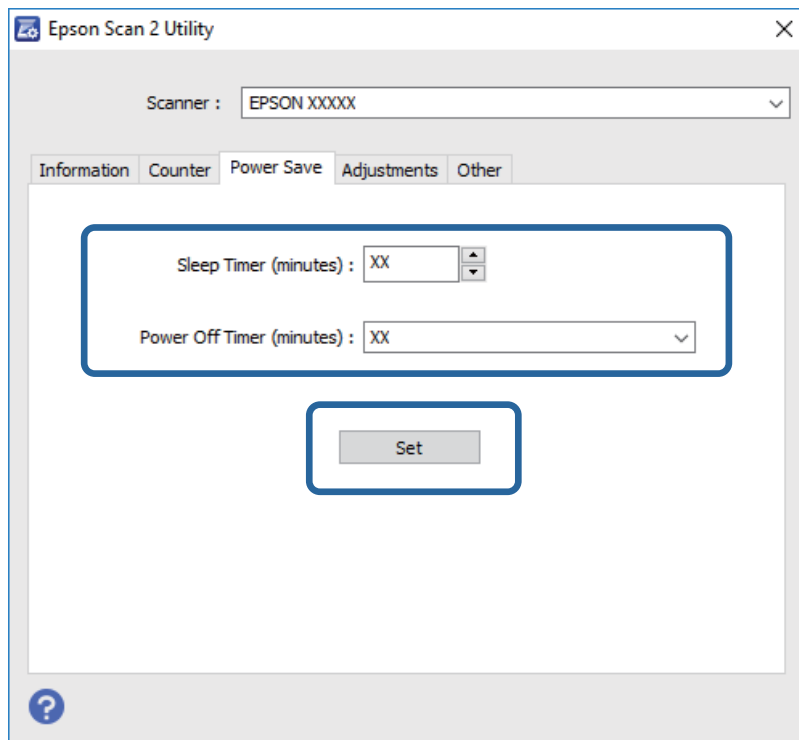 Epson Scan 2 Utility
Scanner : EPSON XXXXX
Information Counter Power Save Adjustments Other
Sleep Timer (minutes) : XX
Power Off Timer (minutes) : XX
Set
?